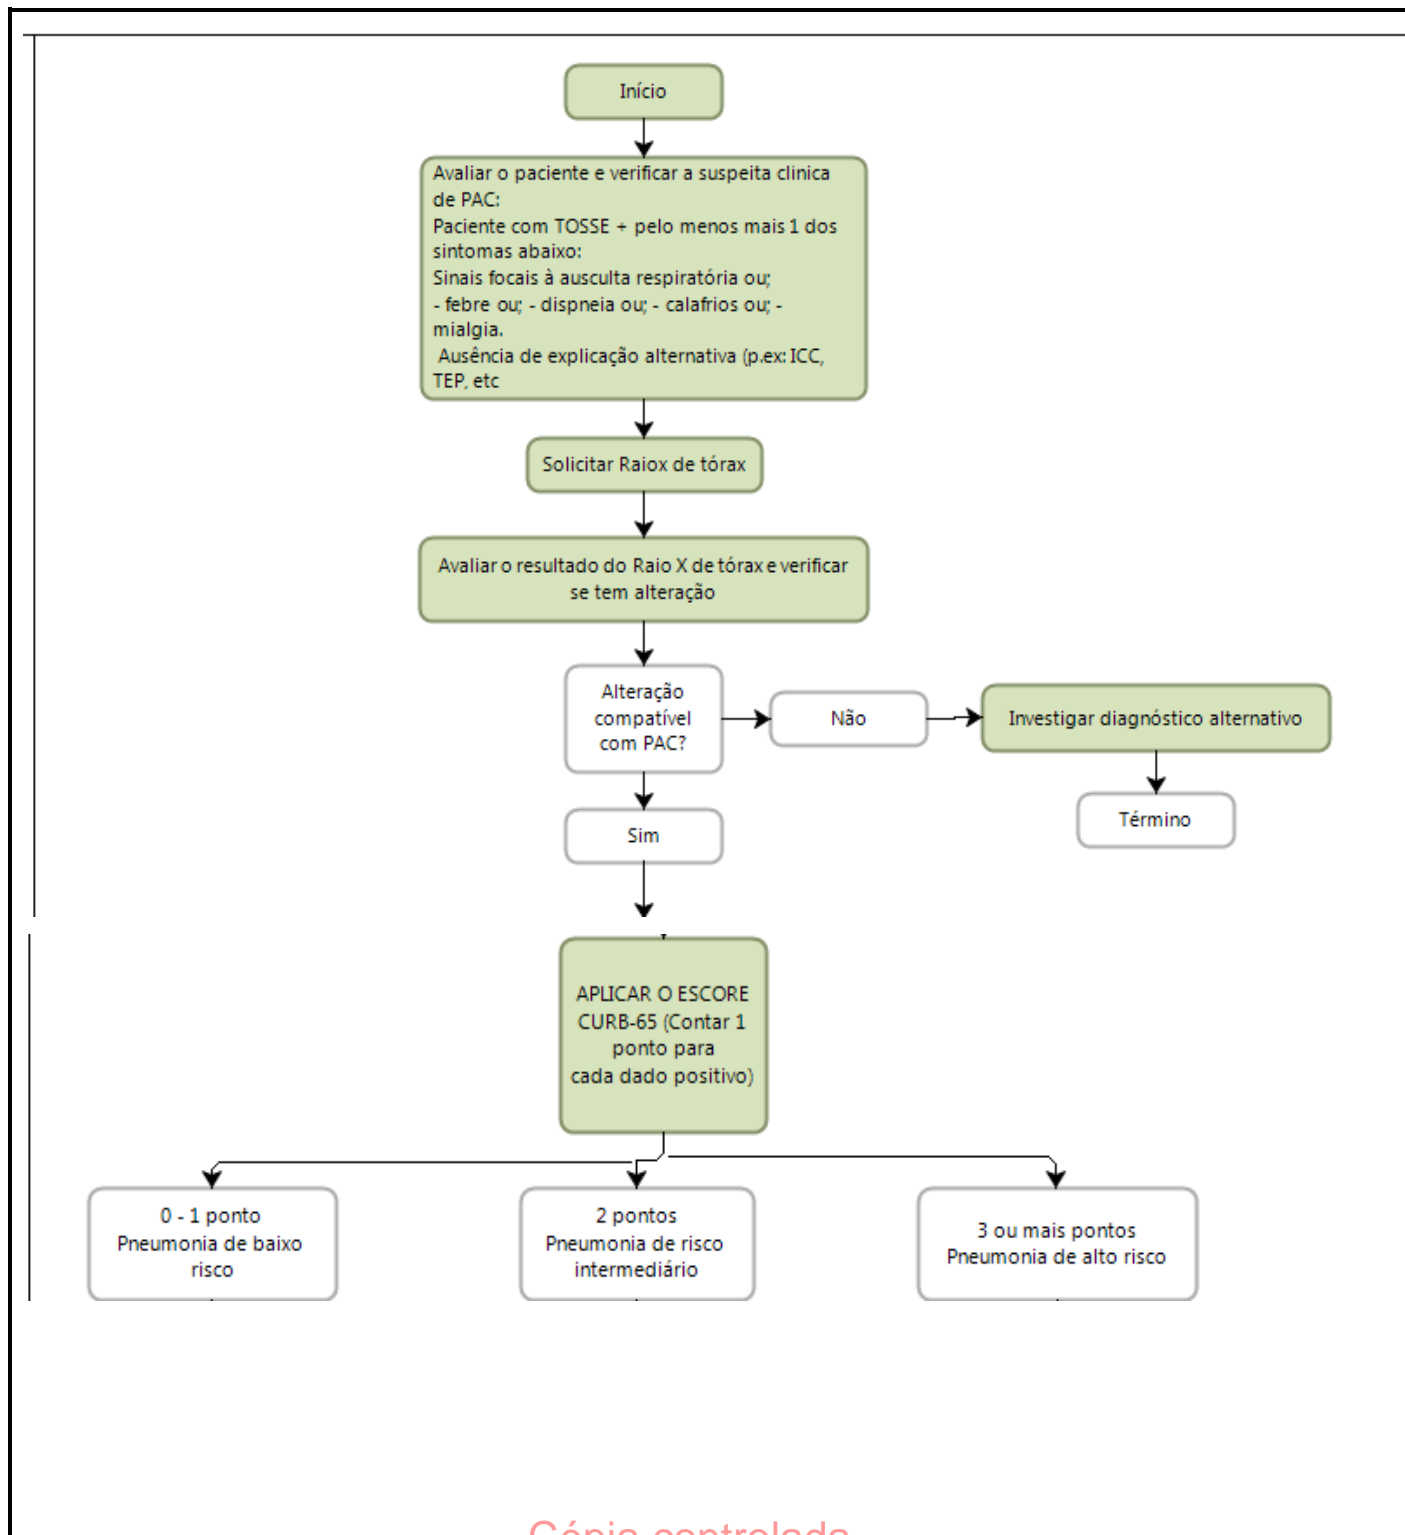 Início
Avaliar o paciente e verificar a suspeita clinica
de PAC:
Paciente com TOSSE + pelo menos mais 1 dos
sintomas abaixo:
Sinais focais à ausculta respiratória ou;
- febre ou; - dispneia ou; - calafrios ou; -
mialgia.
Ausência de explicação alternativa (p.ex: ICC,
TEP, etc
Solicitar Raiox de tórax
Avaliar o resultado do Raio X de tórax e verificar
se tem alteração
Alteração
compatível
com PAC?
Não
Investigar diagnóstico alternativo
Término
Sim
APLICAR O ESCORE
CURB-65 (Contar 1
ponto para
cada dado positivo)
0 - 1 ponto
Pneumonia de baixo
risco
2 pontos
Pneumonia de risco
intermediário
3 ou mais pontos
Pneumonia de alto risco
Cópia controlada